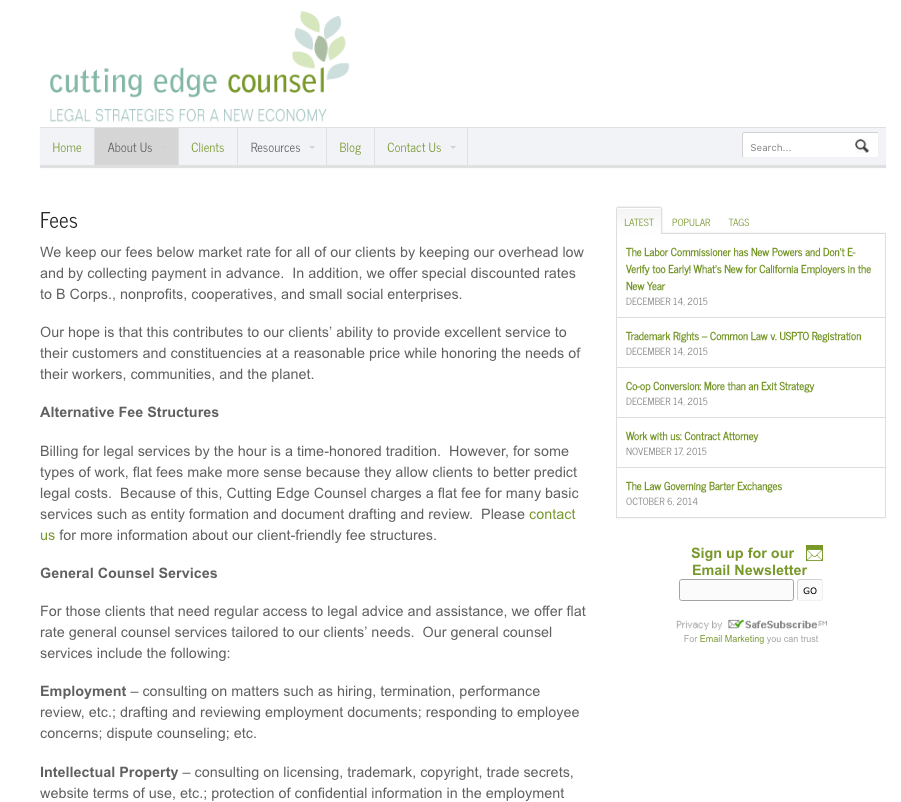 cutting edge counsel
LEGAL STRATEGIES FOR A NEW ECONOMY
Home About Us Clients Resources Blog Contact Us Search...
Fees
We keep our fees below market rate for all of our clients by keeping our overhead low
and by collecting payment in advance.  In addition, we offer special discounted rates
to B Corps., nonprofits, cooperatives, and small social enterprises.
Our hope is that this contributes to our clients’ ability to provide excellent service to
their customers and constituencies at a reasonable price while honoring the needs of
their workers, communities, and the planet.
Alternative Fee Structures
Billing for legal services by the hour is a time-honored tradition.  However, for some
types of work, flat fees make more sense because they allow clients to better predict
legal costs.  Because of this, Cutting Edge Counsel charges a flat fee for many basic
services such as entity formation and document drafting and review.  Please contact
us for more information about our client-friendly fee structures.
General Counsel Services
For those clients that need regular access to legal advice and assistance, we offer flat
rate general counsel services tailored to our clients’ needs.  Our general counsel
services include the following:
Employment – consulting on matters such as hiring, termination, performance
review, etc.; drafting and reviewing employment documents; responding to employee
concerns; dispute counseling; etc.
Intellectual Property – consulting on licensing, trademark, copyright, trade secrets,
website terms of use, etc.; protection of confidential information in the employment
LATEST POPULAR TAGS
The Labor Commissioner has New Powers and Don't E-
Verify too Early! What's New for California Employers in the
New Year
DECEMBER 14, 2015
Trademark Rights – Common Law v. USPTO Registration
DECEMBER 14, 2015
Co-op Conversion: More than an Exit Strategy
DECEMBER 14, 2015
Work with us: Contract Attorney
NOVEMBER 17, 2015
The Law Governing Barter Exchanges
OCTOBER 6, 2014
Sign up for our
Email Newsletter
GO
Privacy by SafeSubscribe℠
For Email Marketing you can trust